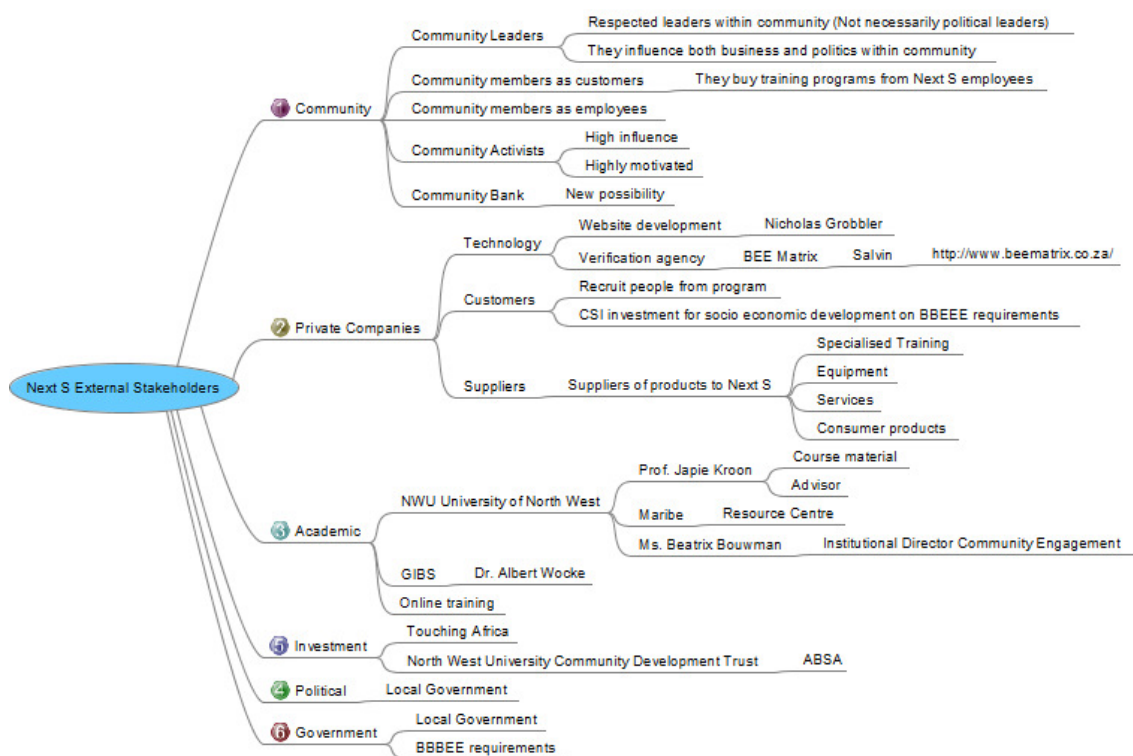 Next S External Stakeholders
1 Community
Community Leaders
Respected leaders within community (Not necessarily political leaders)
They influence both business and politics within community
Community members as customers
They buy training programs from Next S employees
Community members as employees
Community Activists
High influence
Highly motivated
Community Bank
New possibility
2 Private Companies
Technology
Website development
Nicholas Grobbler
Verification agency
BEE Matrix
Salvin
http://www.beematrix.co.za/
Customers
Recruit people from program
CSI investment for socio economic development on BBEEE requirements
Suppliers
Suppliers of products to Next S
Specialised Training
Equipment
Services
Consumer products
3 Academic
NWU University of North West
Prof. Japie Kroon
Course material
Advisor
Maribe
Resource Centre
Ms. Beatrix Bouwman
Institutional Director Community Engagement
GIBS
Dr. Albert Wocke
Online training
5 Investment
Touching Africa
North West University Community Development Trust
ABSA
4 Political
Local Government
6 Government
Local Government
BBBEE requirements